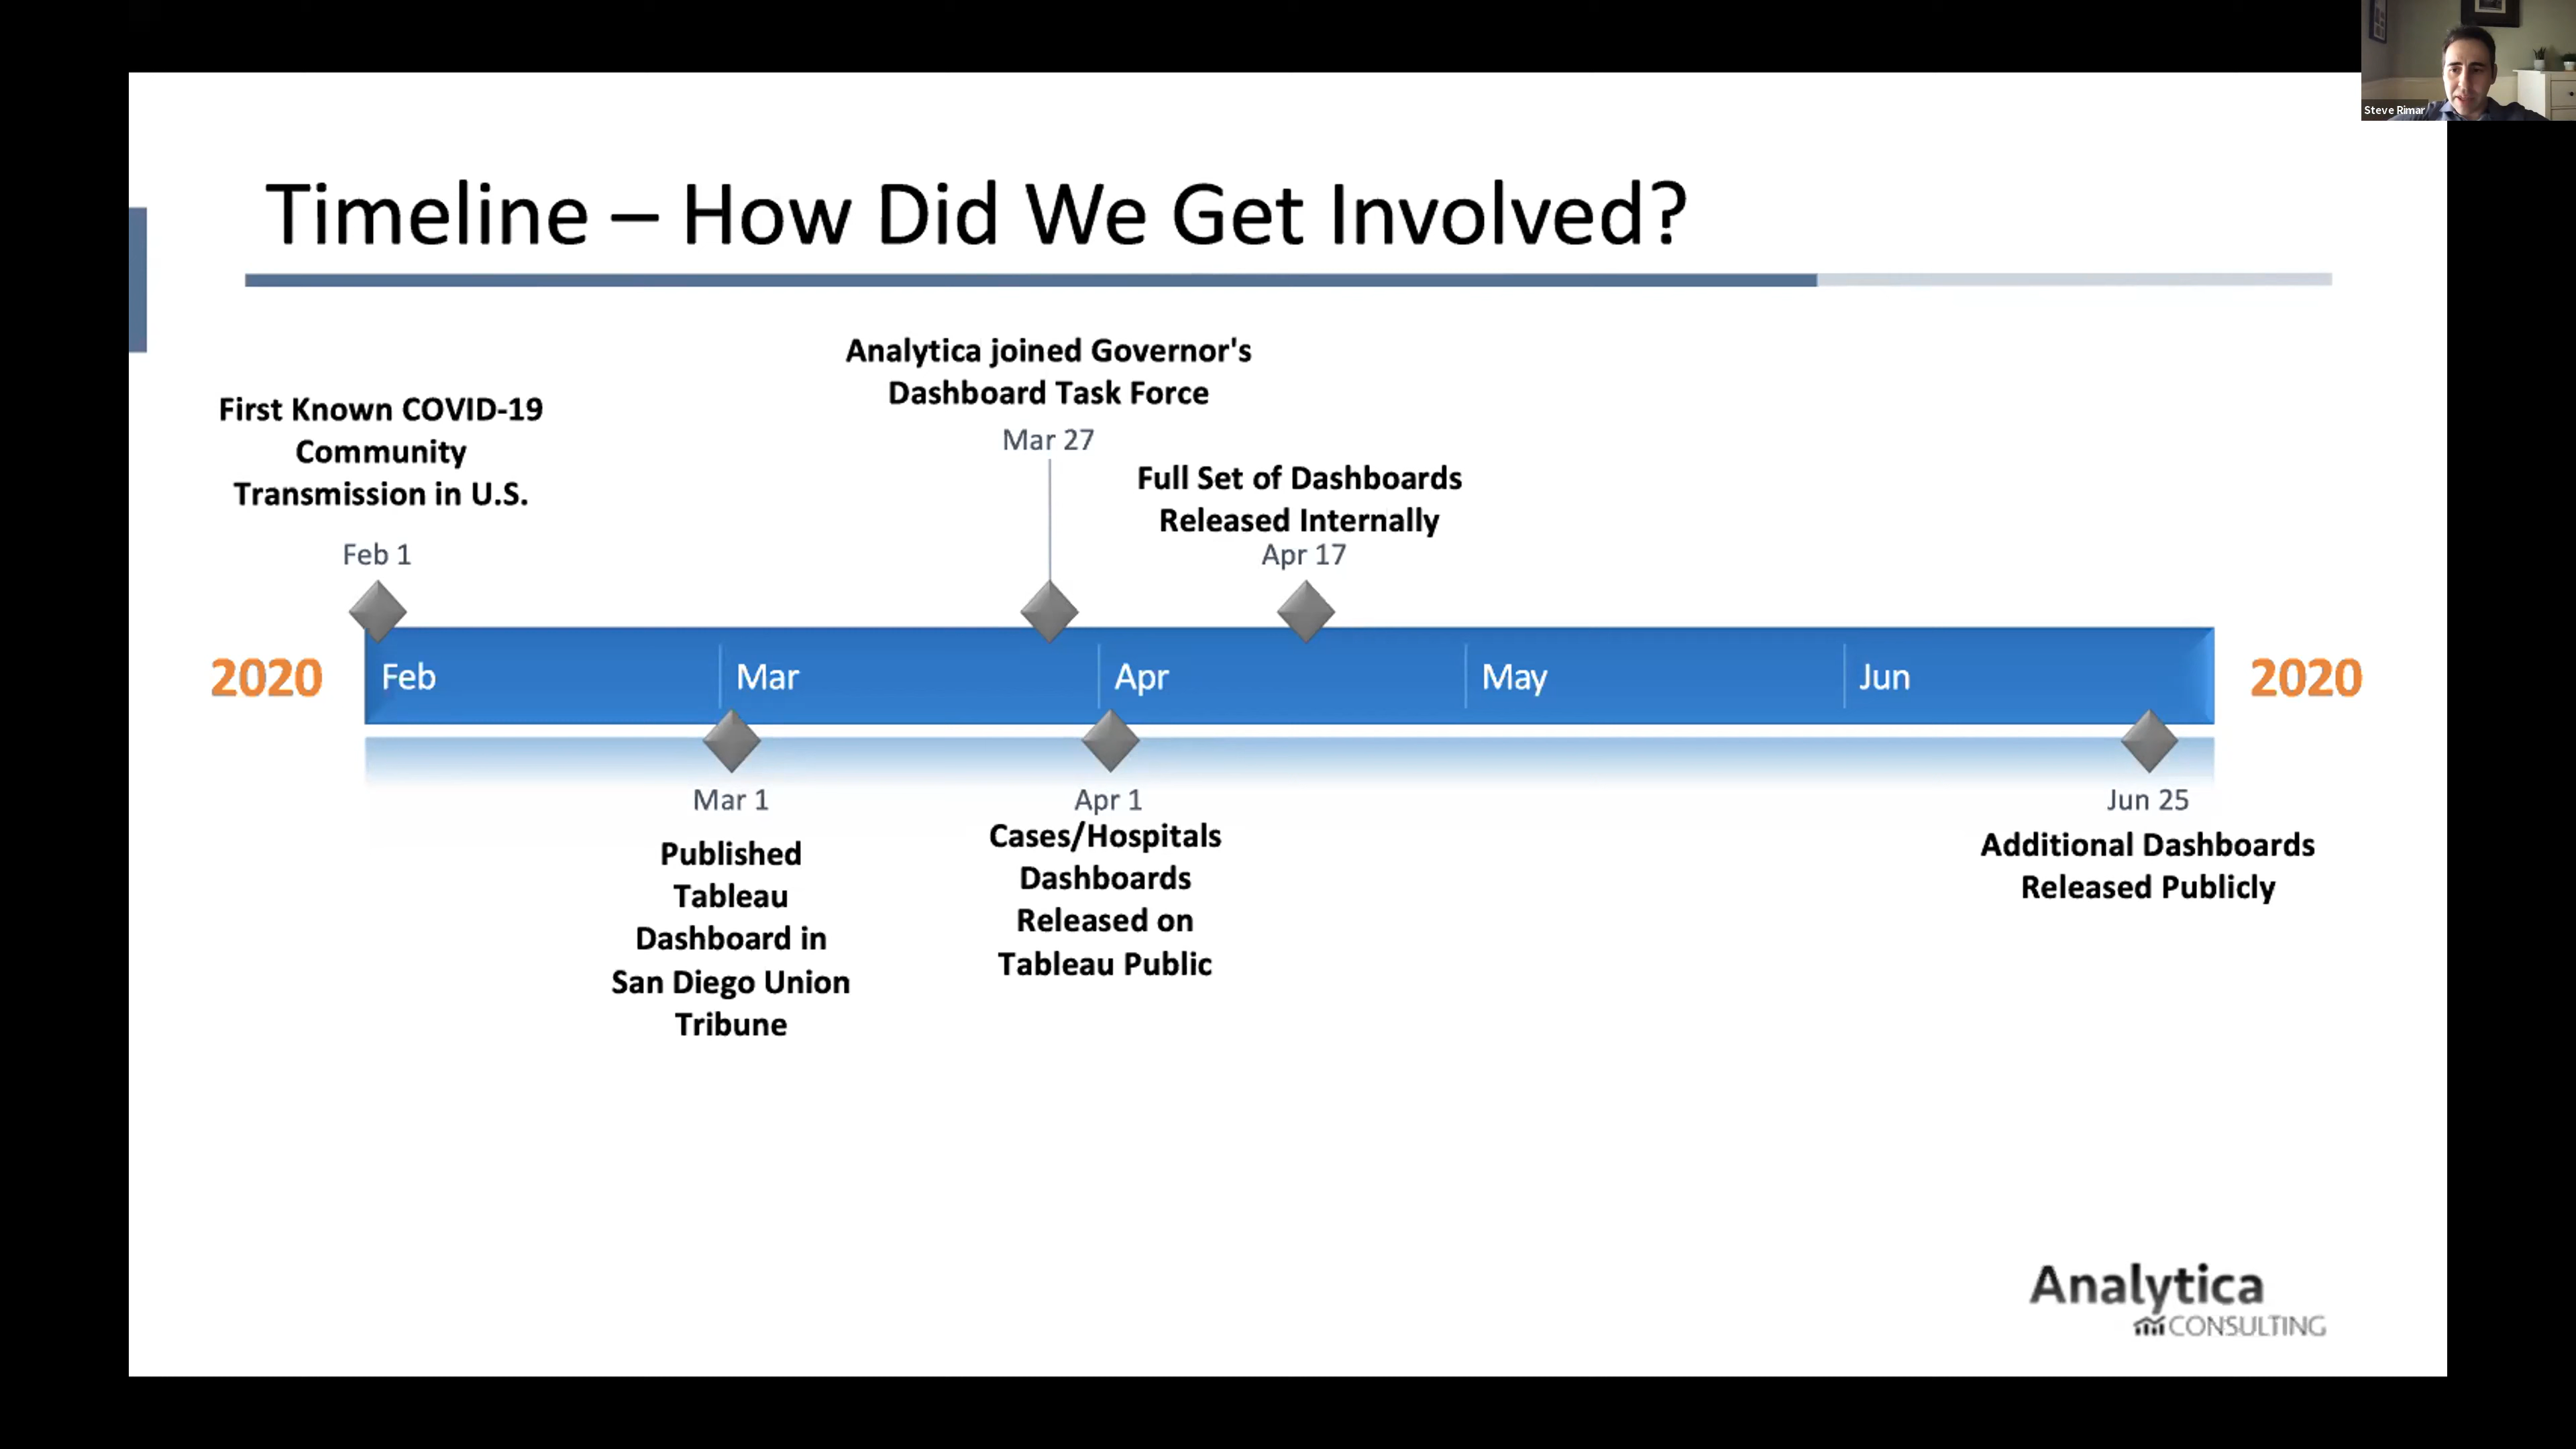 Steve Rimar
Timeline – How Did We Get Involved?
First Known COVID-19
Community
Transmission in U.S.
Feb 1
Analytica joined Governor's
Dashboard Task Force
Mar 27
Full Set of Dashboards
Released Internally
Apr 17
2020
Feb
Mar
Apr
May
Jun
2020
Mar 1
Published
Tableau
Dashboard in
San Diego Union
Tribune
Apr 1
Cases/Hospitals
Dashboards
Released on
Tableau Public
Jun 25
Additional Dashboards
Released Publicly
Analytica
CONSULTING